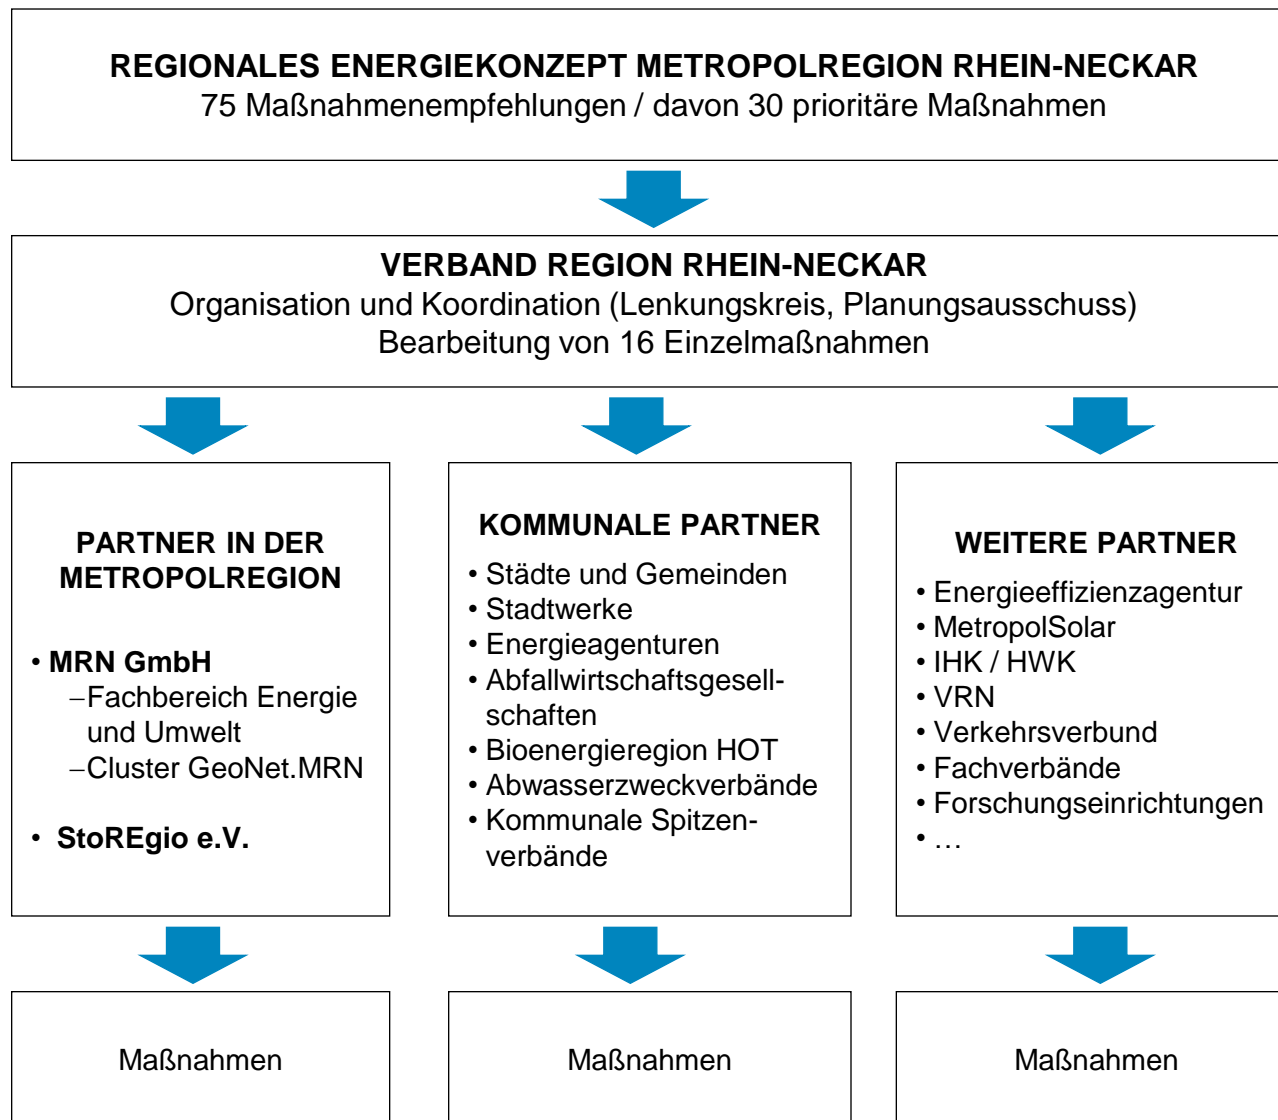 REGIONALES ENERGIEKONZEPT METROPOLREGION RHEIN-NECKAR
75 Maßnahmenempfehlungen / davon 30 prioritäre Maßnahmen
VERBAND REGION RHEIN-NECKAR
Organisation und Koordination (Lenkungskreis, Planungsausschuss)
Bearbeitung von 16 Einzelmaßnahmen
PARTNER IN DER
METROPOLREGION
• MRN GmbH
–Fachbereich Energie
und Umwelt
–Cluster GeoNet.MRN
• StoREgio e.V.
KOMMUNALE PARTNER
• Städte und Gemeinden
• Stadtwerke
• Energieagenturen
• Abfallwirtschaftsgesell-
schaften
• Bioenergieregion HOT
• Abwasserzweckverbände
• Kommunale Spitzen-
verbände
WEITERE PARTNER
• Energieeffizienzagentur
• MetropolSolar
• IHK / HWK
• VRN
• Verkehrsverbund
• Fachverbände
• Forschungseinrichtungen
• …
Maßnahmen
Maßnahmen
Maßnahmen